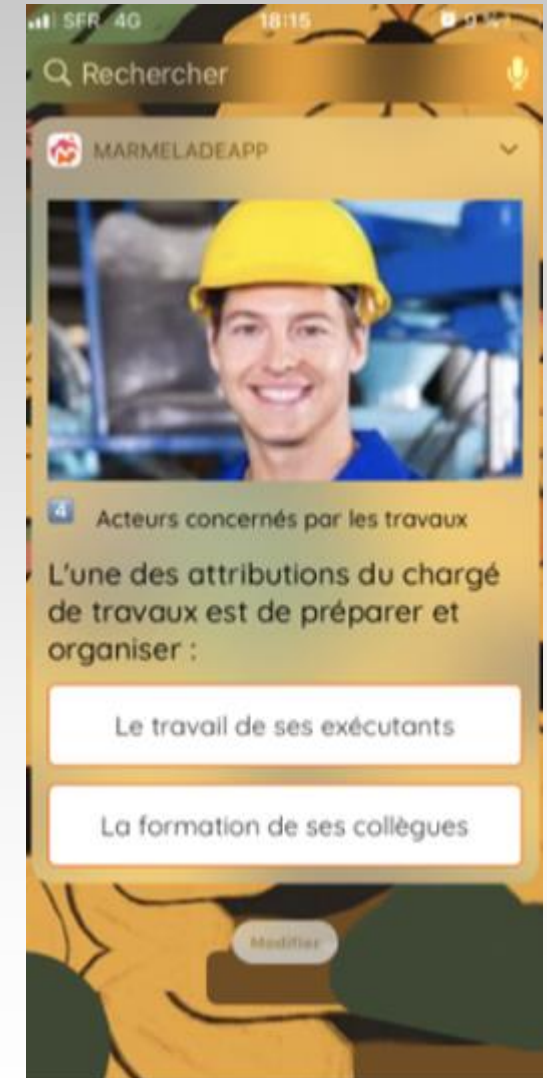 SFR 4G 18:15 9 %
Rechercher
MARMELADEAPP
4 Acteurs concernés par les travaux
L'une des attributions du chargé
de travaux est de préparer et
organiser :
Le travail de ses exécutants
La formation de ses collègues
Modifier